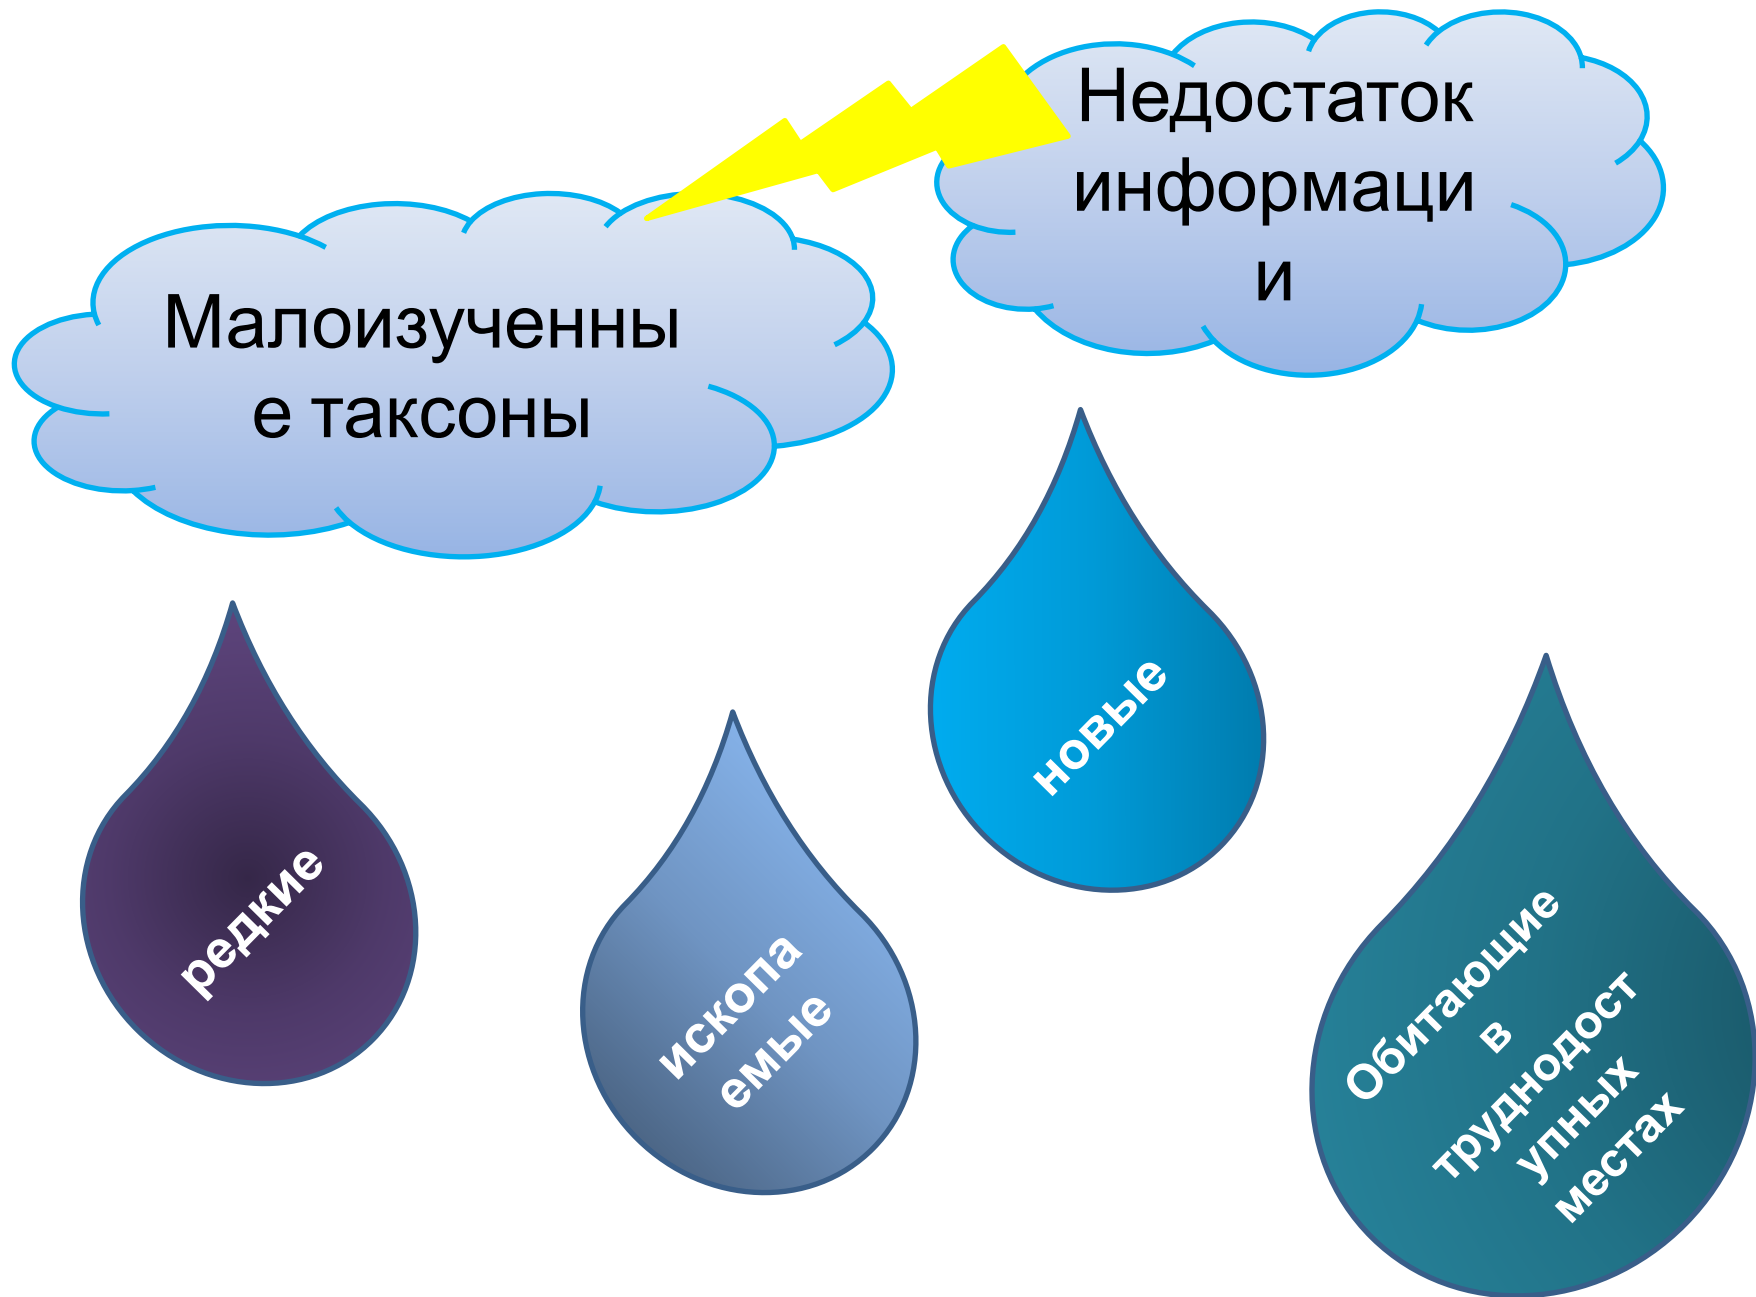 Недостаток
информаци
и
Малоизученны
е таксоны
редкие
ископа
емые
новые
Обитающие
в
труднодост
упных
местах